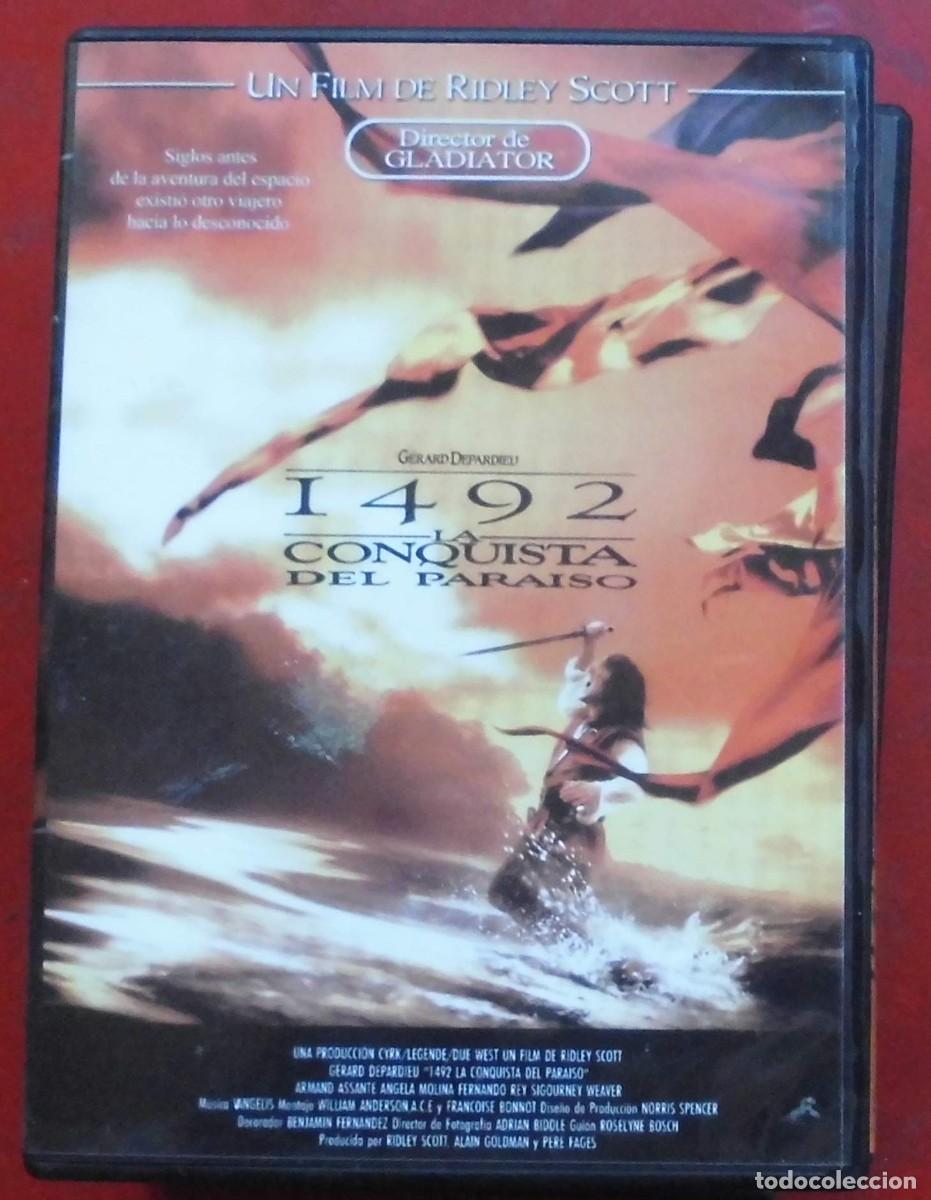 UN FILM DE RIDLEY SCOTT
Director de
GLADIATOR
Siglos antes
de la aventura del espacio
existió otro viajero
hacia lo desconocido
GERARD DEPARDIEU
1492
LA
CONQUISTA
DEL PARAISO
UNA PRODUCCIÓN CYRK/LEGENDE/DUE WEST UN FILM DE RIDLEY SCOTT
GERARD DEPARDIEU "1492 LA CONQUISTA DEL PARAISO"
ARMAND ASSANTE ANGELA MOLINA FERNANDO REY SIGOURNEY WEAVER
Musica VANGELIS Montaje WILLIAM ANDERSON A.C.E y FRANCOISE BONNOT Diseño de Producción NORRIS SPENCER
Decorador BENJAMIN FERNANDEZ Director de Fotografia ADRIAN BIDDLE Guion ROSELYNE BOSCH
Producida por RIDLEY SCOTT, ALAIN GOLDMAN y PERE FAGES
todocoleccion